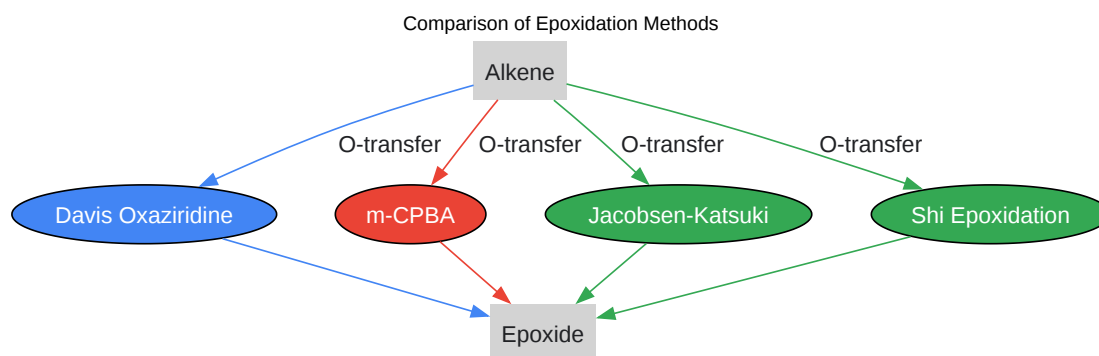 Comparison of Epoxidation Methods
Alkene
O-transfer
O-transfer
O-transfer
O-transfer
Davis Oxaziridine
m-CPBA
Jacobsen-Katsuki
Shi Epoxidation
Epoxide